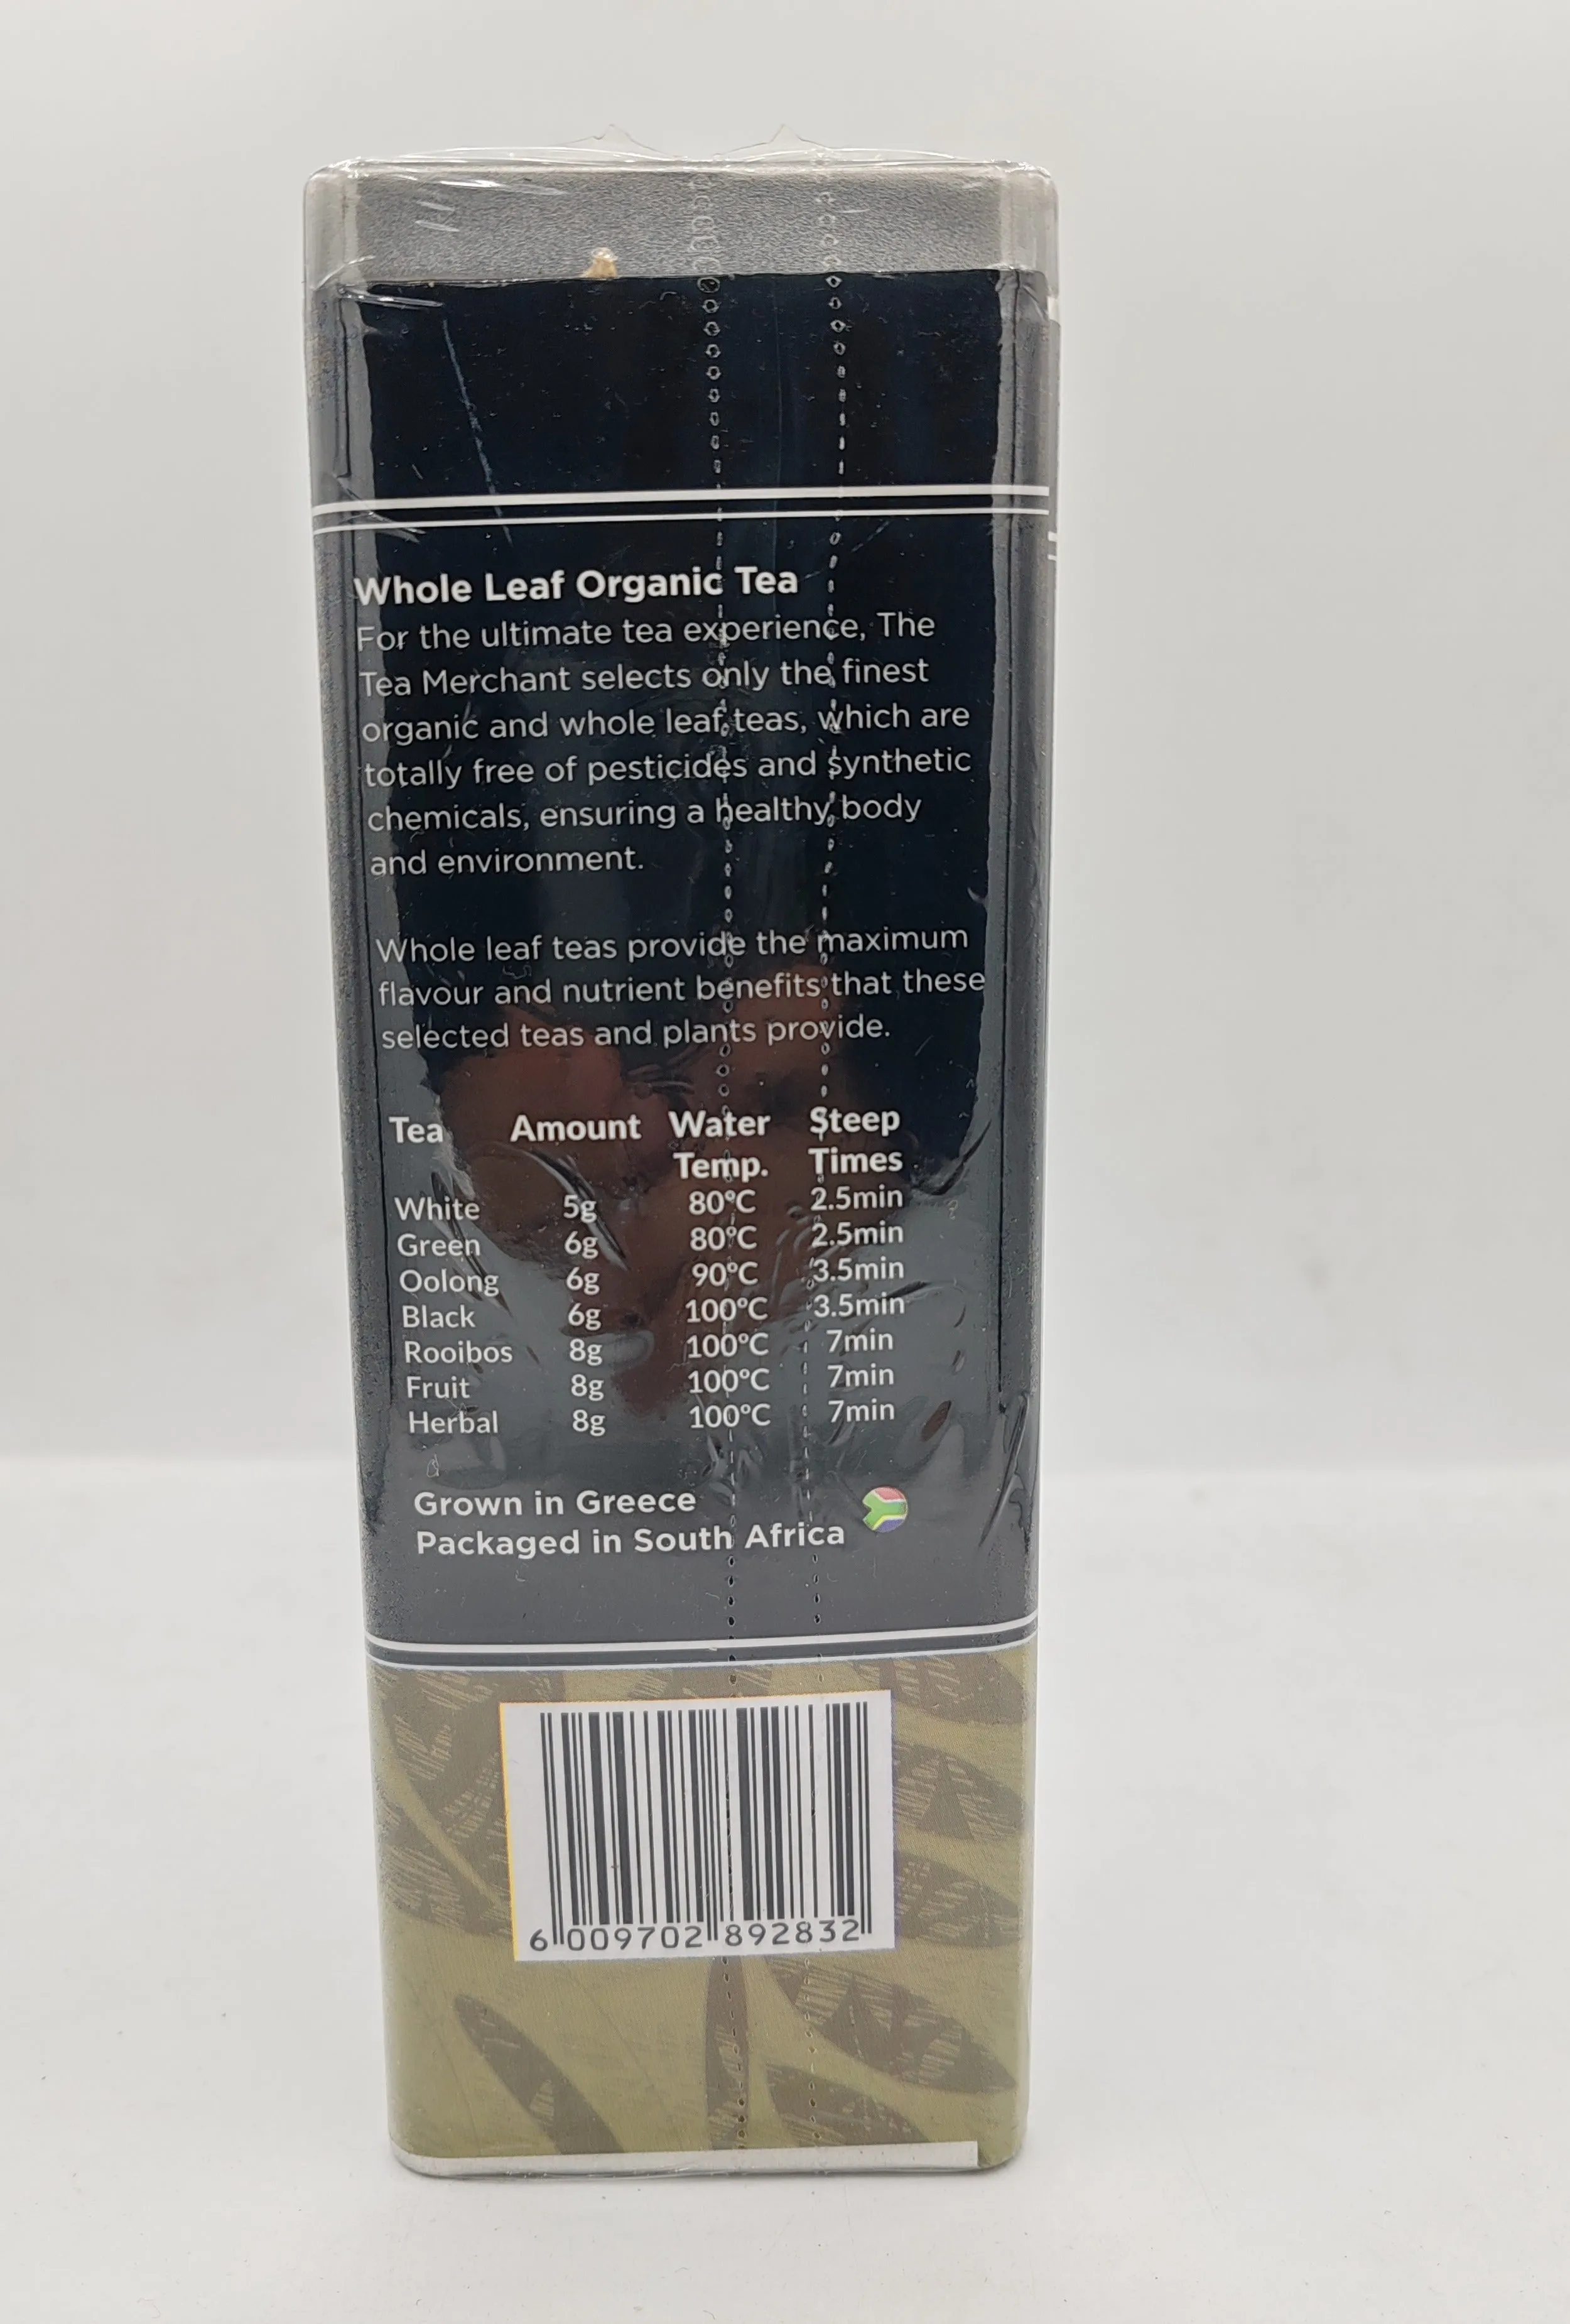 Whole Leaf Organic Tea
For the ultimate tea experience, The
Tea Merchant selects only the finest
organic and whole leaf teas, which are
totally free of pesticides and synthetic
chemicals, ensuring a healthy body
and environment.
Whole leaf teas provide the maximum
flavour and nutrient benefits that these
selected teas and plants provide.
Tea Amount Water Steep
Temp. Times
White 5g 80°C 2.5min
Green 6g 80°C 2.5min
Oolong 6g 90°C 3.5min
Black 6g 100°C 3.5min
Rooibos 8g 100°C 7min
Fruit 8g 100°C 7min
Herbal 8g 100°C 7min
Grown in Greece
Packaged in South Africa
6 009702 892832